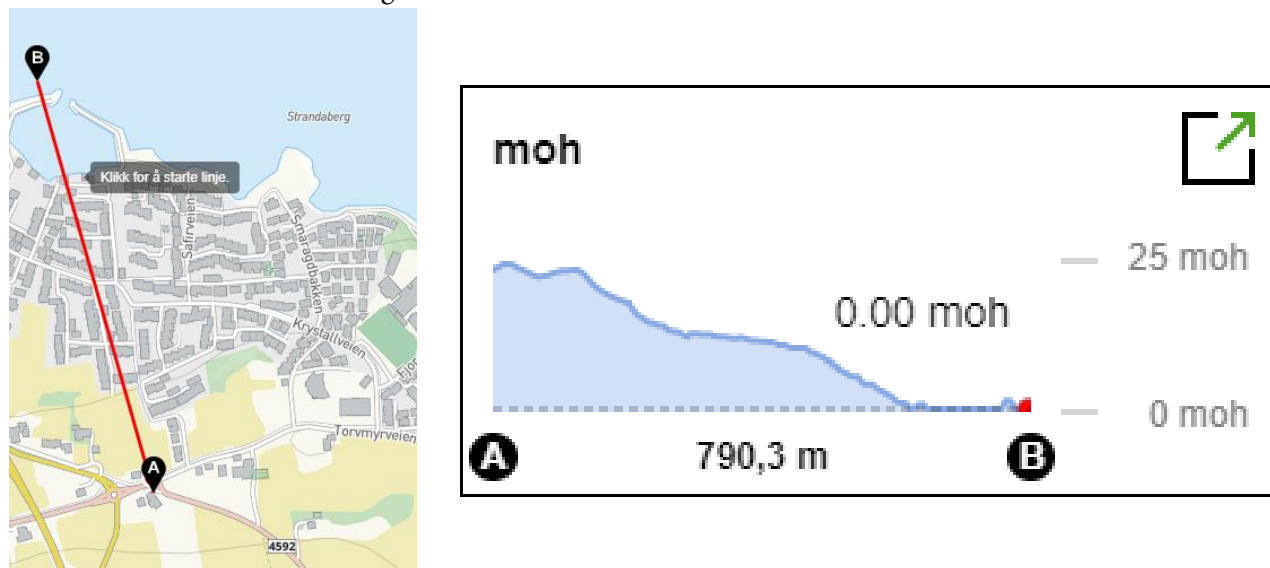 B
Strandaberg
Klikk for å starte linje.
Safirveien
Smaragdbakken
Krystallveien
Torvmyrveien
A
4592
moh
25 moh
0.00 moh
0 moh
A
790,3 m
B